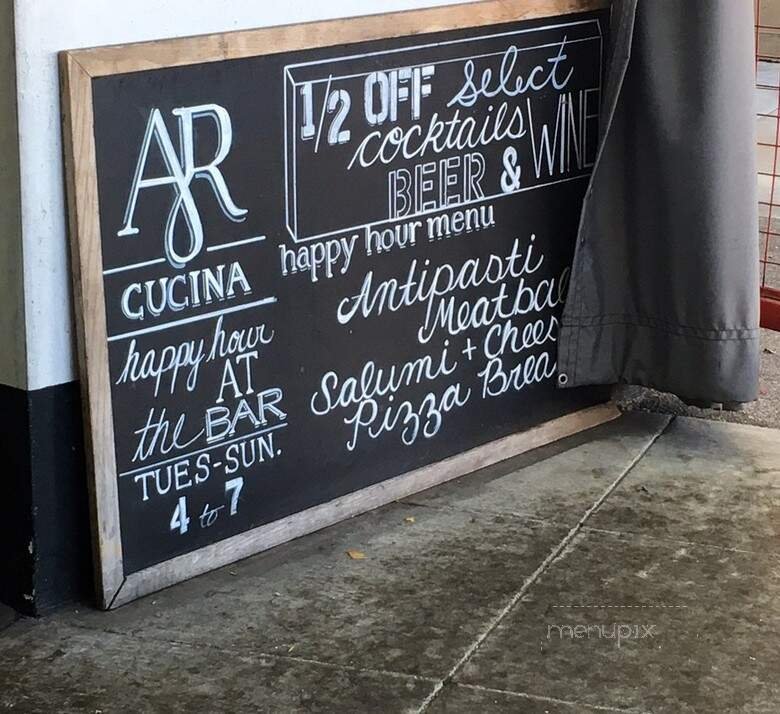 AR
CUCINA
happy hour
AT
the BAR
TUES-SUN.
4 to 7
1/2 OFF select
cocktails
BEER & WINE
happy hour menu
Antipasti
Meatbal
Salumi + Chees
Pizza Brea
menupix